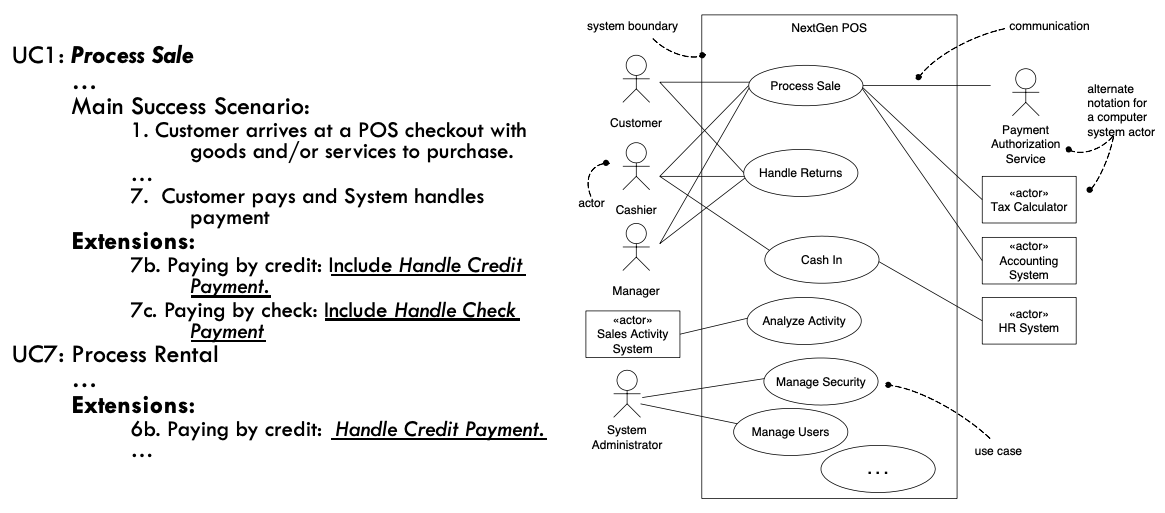 UC1: Process Sale
…
Main Success Scenario:
1. Customer arrives at a POS checkout with
goods and/or services to purchase.
…
7. Customer pays and System handles
payment
Extensions:
7b. Paying by credit: Include Handle Credit
Payment.
7c. Paying by check: Include Handle Check
Payment
UC7: Process Rental
…
Extensions:
6b. Paying by credit: Handle Credit Payment.
…
system boundary
NextGen POS
communication
Customer
Process Sale
Payment
Authorization
Service
alternate
notation for
a computer
system actor
actor
Cashier
Handle Returns
«actor»
Tax Calculator
Manager
Cash In
«actor»
Accounting
System
«actor»
HR System
«actor»
Sales Activity
System
Analyze Activity
System
Administrator
Manage Security
Manage Users
use case
. . .